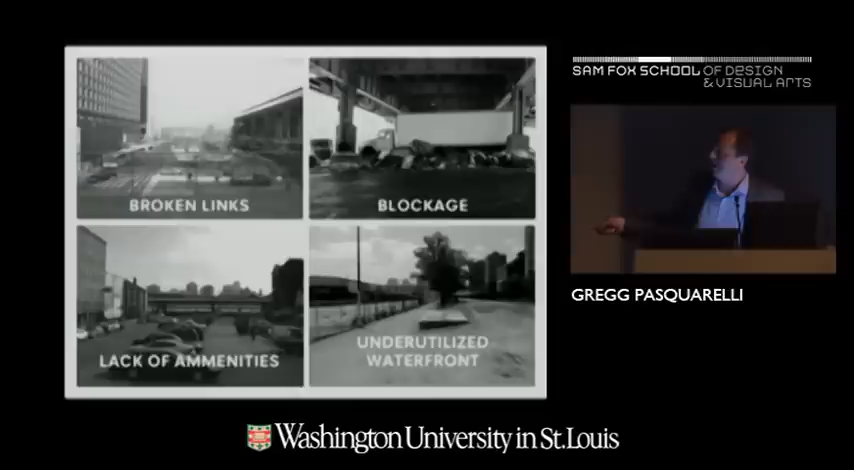 BROKEN LINKS
BLOCKAGE
LACK OF AMMENITIES
UNDERUTILIZED
WATERFRONT
SAM FOX SCHOOL OF DESIGN
& VISUAL ARTS
GREGG PASQUARELLI
Washington University in St. Louis